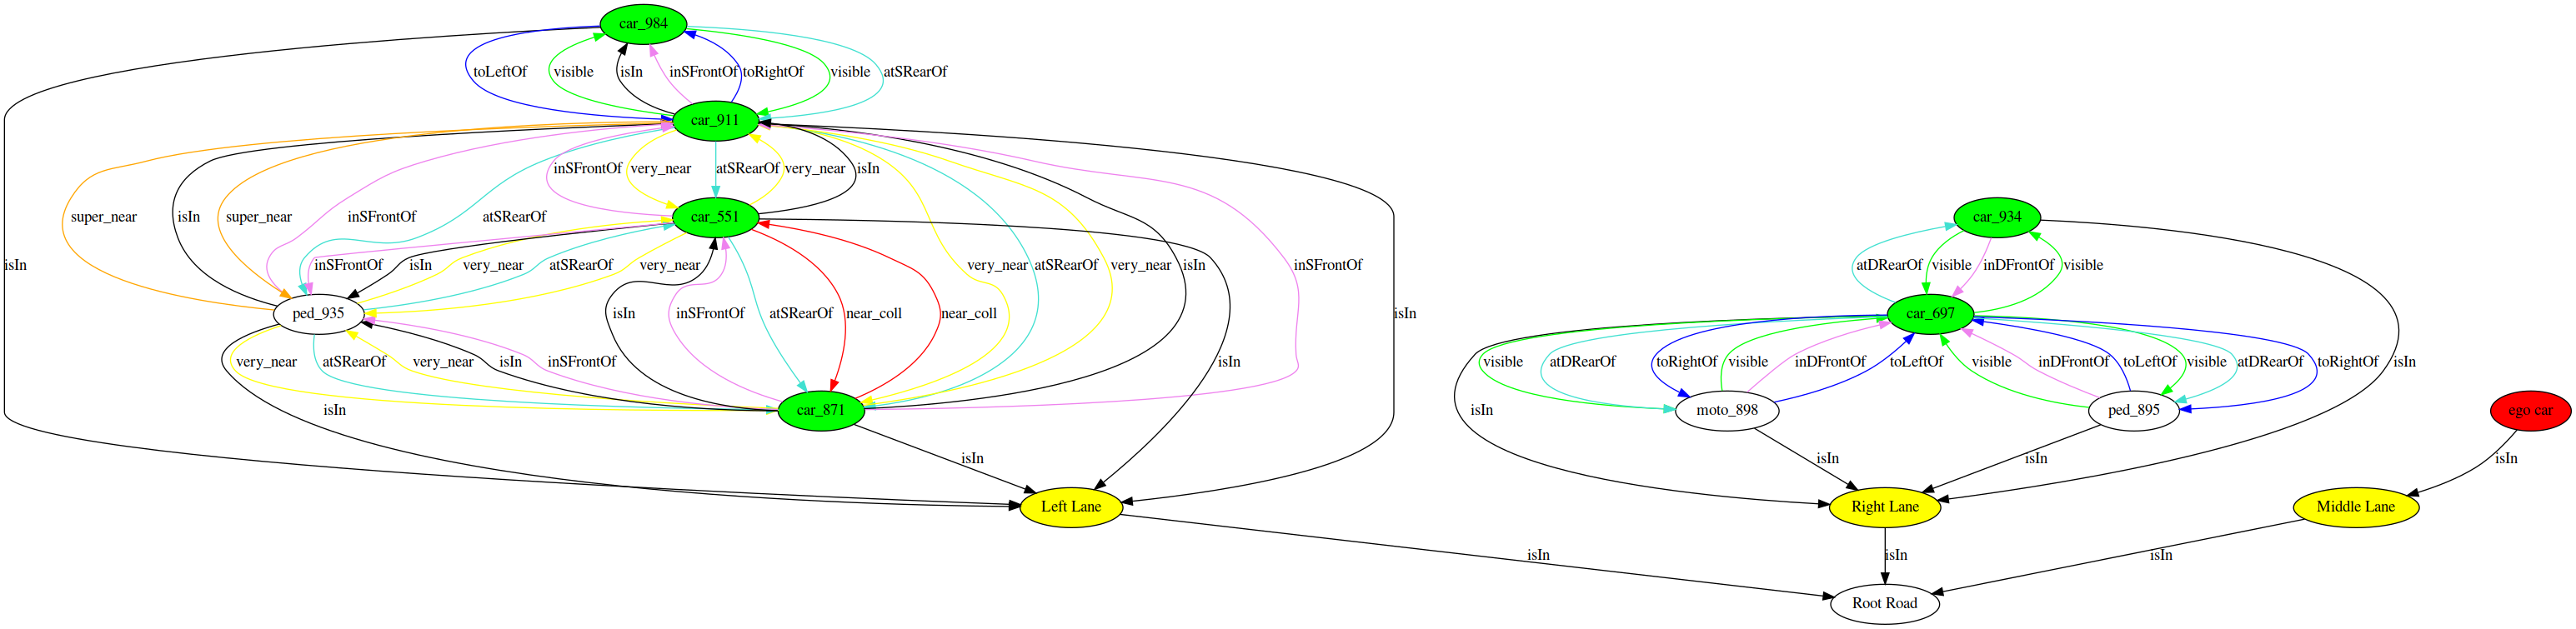 car_984
toLeftOf visible isIn inSFrontOf toRightOf visible atSRearOf
car_911
inSFrontOf very_near atSRearOf very_near isIn
super_near isIn super_near inSFrontOf atSRearOf car_551 car_934
isIn inSFrontOf isIn very_near atSRearOf very_near very_near atSRearOf very_near isIn inSFrontOf atDRearOf visible inDFrontOf visible
ped_935 isIn inSFrontOf atSRearOf near_coll near_coll isIn car_697
very_near atSRearOf very_near isIn inSFrontOf isIn visible atDRearOf toRightOf visible inDFrontOf toLeftOf visible inDFrontOf toLeftOf visible atDRearOf toRightOf isIn
isIn car_871 isIn moto_898 ped_895 ego car
isIn isIn isIn isIn
Left Lane Right Lane Middle Lane
isIn isIn isIn
Root Road